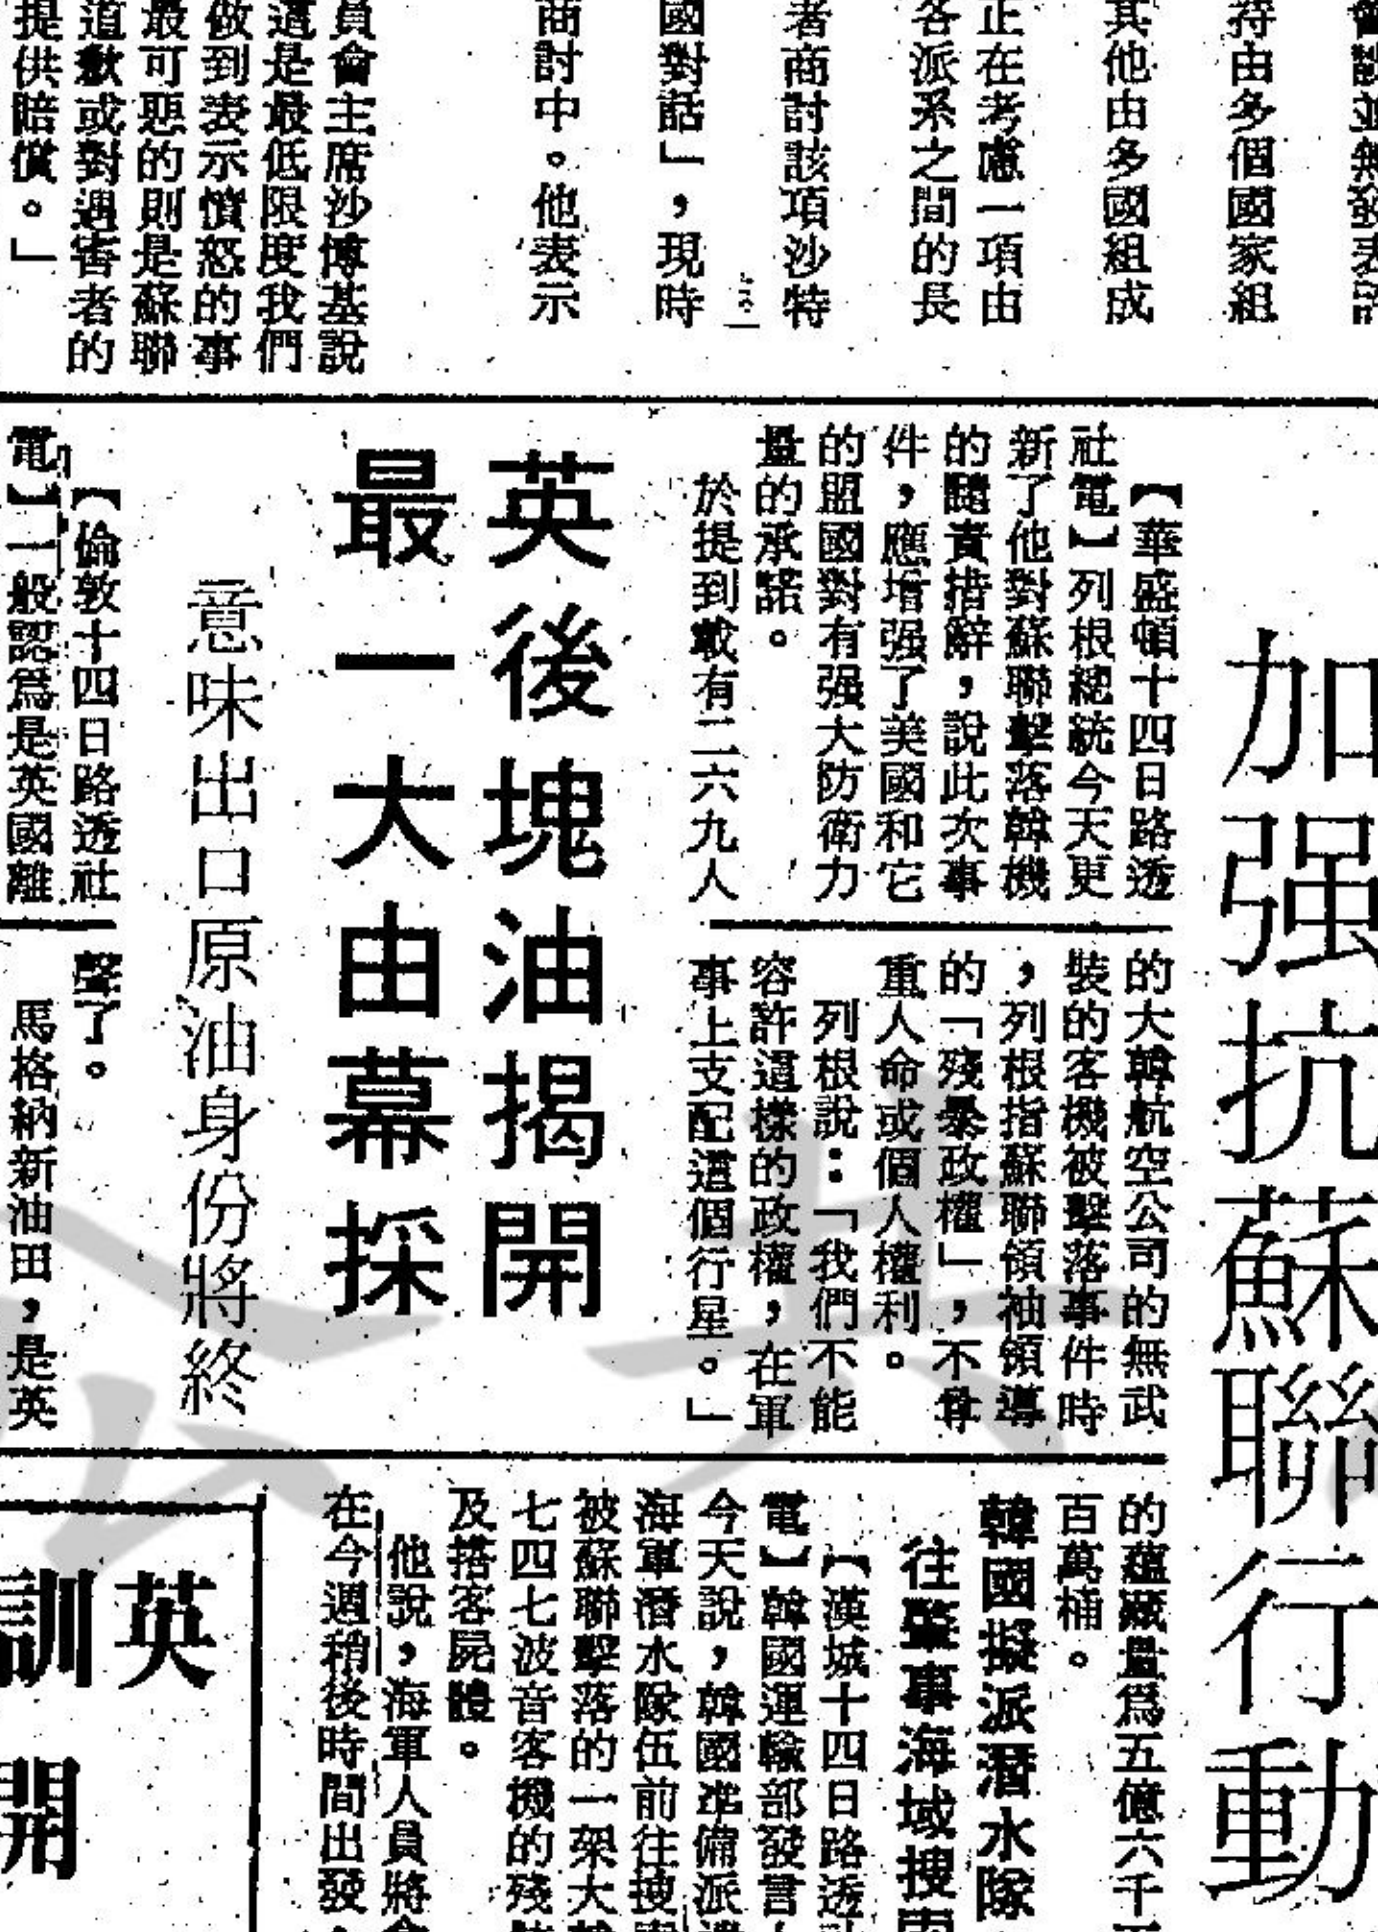 持由多個國家組
其他由多國組成
正在考慮一項由
各派系之間的長
者商討該項沙特
國對話」，現時
商討中。他表示
員會主席沙博基說
這是最低限度我們
做到表示憤怒的事
最可惡的則是蘇聯
道歉或對遇害者的
提供賠償。」
加强抗蘇聯行動
【華盛頓十四日路透
社電】列根總統今天更
新了他對蘇聯擊落韓機
的譴責措辭，說此次事
件，應增强了美國和它
的盟國對有强大防衛力
量的承諾。
於提到載有二六九人
的大韓航空公司的無武
裝的客機被擊落事件時
，列根指蘇聯領袖領導
的「殘暴政權」，不尊
重人命或個人權利。
列根說：「我們不能
容許這樣的政權，在軍
事上支配這個行星。」
英後塊油揭開
最一大由幕採
意味出口原油身份將終
【倫敦十四日路透社
電】一般認爲是英國離
聲了。
馬格納新油田，是英
的蘊藏量爲五億六千
百萬桶。
韓國擬派潛水隊
往肇事海域搜
【漢城十四日路透社
電】韓國運輸部發言
今天說，韓國準備派遣
海軍潛水隊伍前往搜
被蘇聯擊落的一架大韓
七四七波音客機的殘
及搭客屍體。
他說，海軍人員將
在今週稍後時間出發
英
訓開